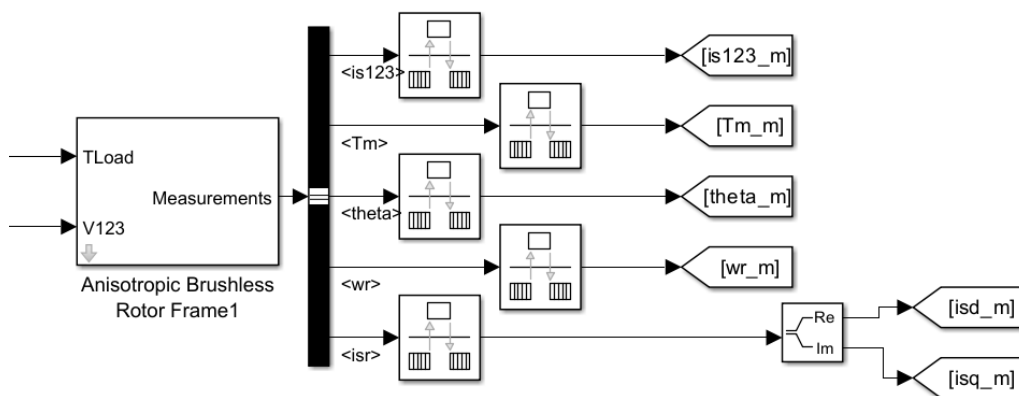 <is123>
[is123_m]
<Tm>
[Tm_m]
TLoad
Measurements
V123
<theta>
[theta_m]
<wr>
[wr_m]
Anisotropic Brushless
Rotor Frame1
<isr>
Re
Im
[isd_m]
[isq_m]